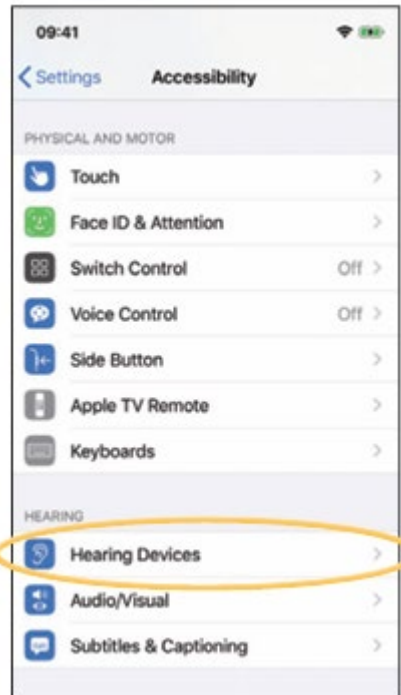 09:41
Settings Accessibility
PHYSICAL AND MOTOR
Touch
Face ID & Attention
Switch Control Off
Voice Control Off
Side Button
Apple TV Remote
Keyboards
HEARING
Hearing Devices
Audio/Visual
Subtitles & Captioning